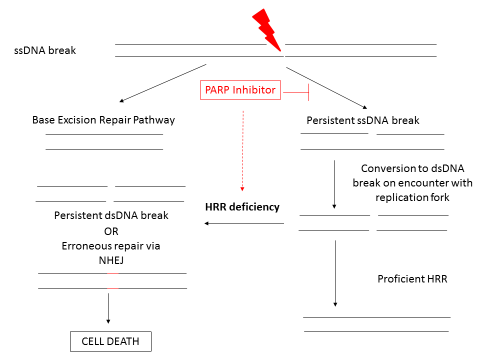 ssDNA break
PARP Inhibitor
Base Excision Repair Pathway
Persistent ssDNA break
Conversion to dsDNA
break on encounter with
replication fork
HRR deficiency
Persistent dsDNA break
OR
Erroneous repair via
NHEJ
Proficient HRR
CELL DEATH